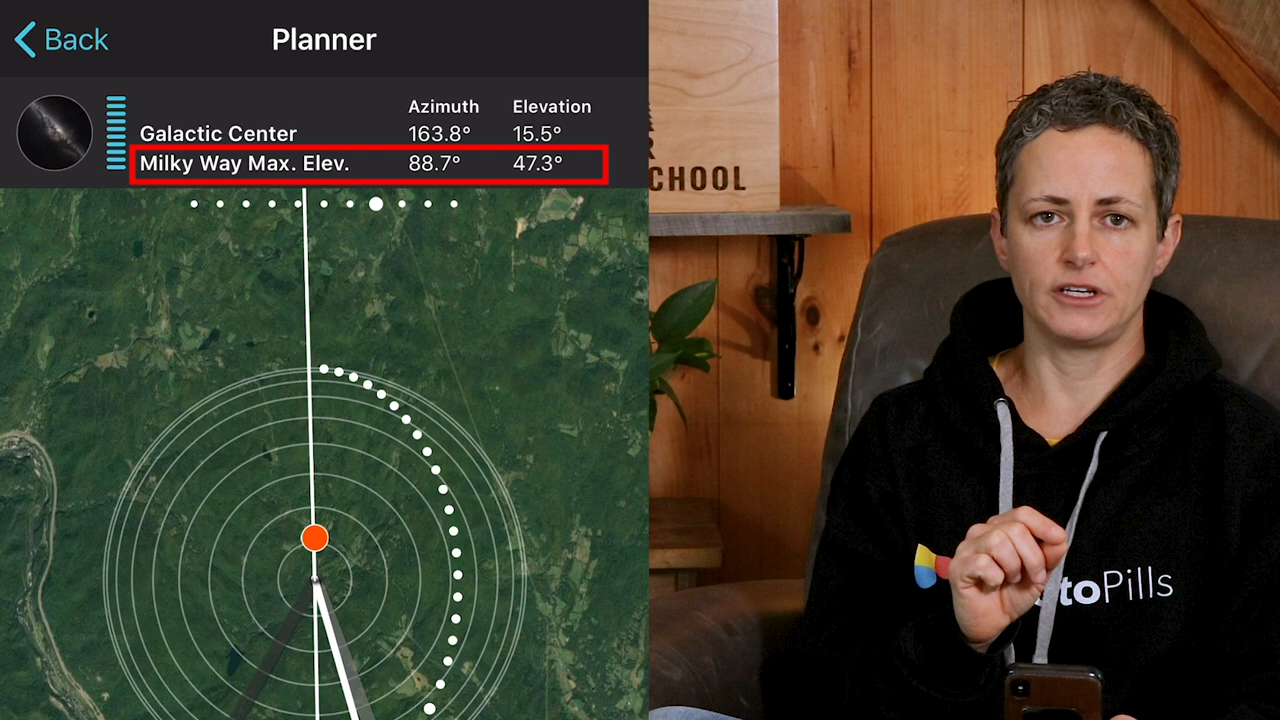 Back
Planner
Azimuth Elevation
Galactic Center 163.8° 15.5°
Milky Way Max. Elev. 88.7° 47.3°
CHOOL
toPills